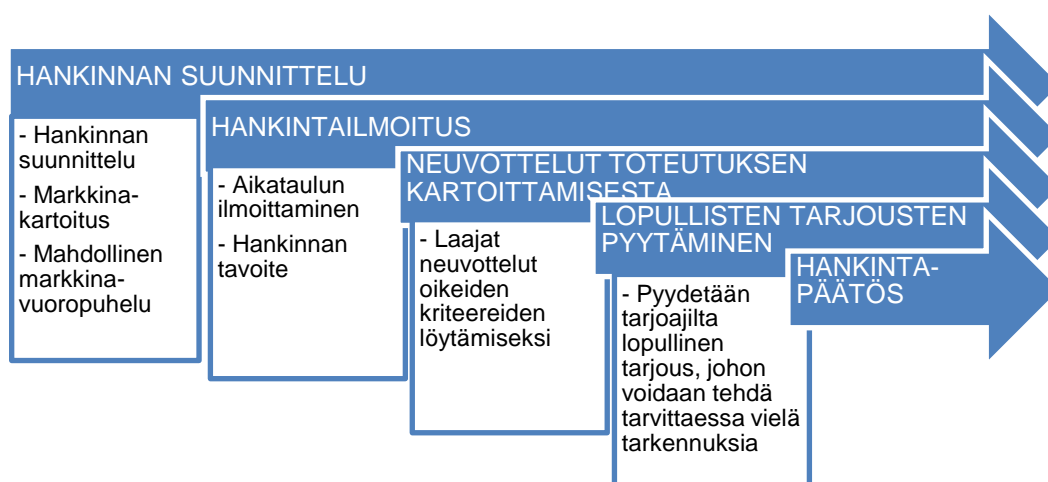 HANKINNAN SUUNNITTELU
- Hankinnan
suunnittelu
- Markkina-
kartoitus
- Mahdollinen
markkina-
vuoropuhelu
HANKINTAILMOITUS
- Aikataulun
ilmoittaminen
- Hankinnan
tavoite
NEUVOTTELUT TOTEUTUKSEN
KARTOITTAMISESTA
- Laajat
neuvottelut
oikeiden
kriteereiden
löytämiseksi
LOPULLISTEN TARJOUSTEN
PYYTÄMINEN
- Pyydetään
tarjoajilta
lopullinen
tarjous, johon
voidaan tehdä
tarvittaessa vielä
tarkennuksia
HANKINTA-
PÄÄTÖS